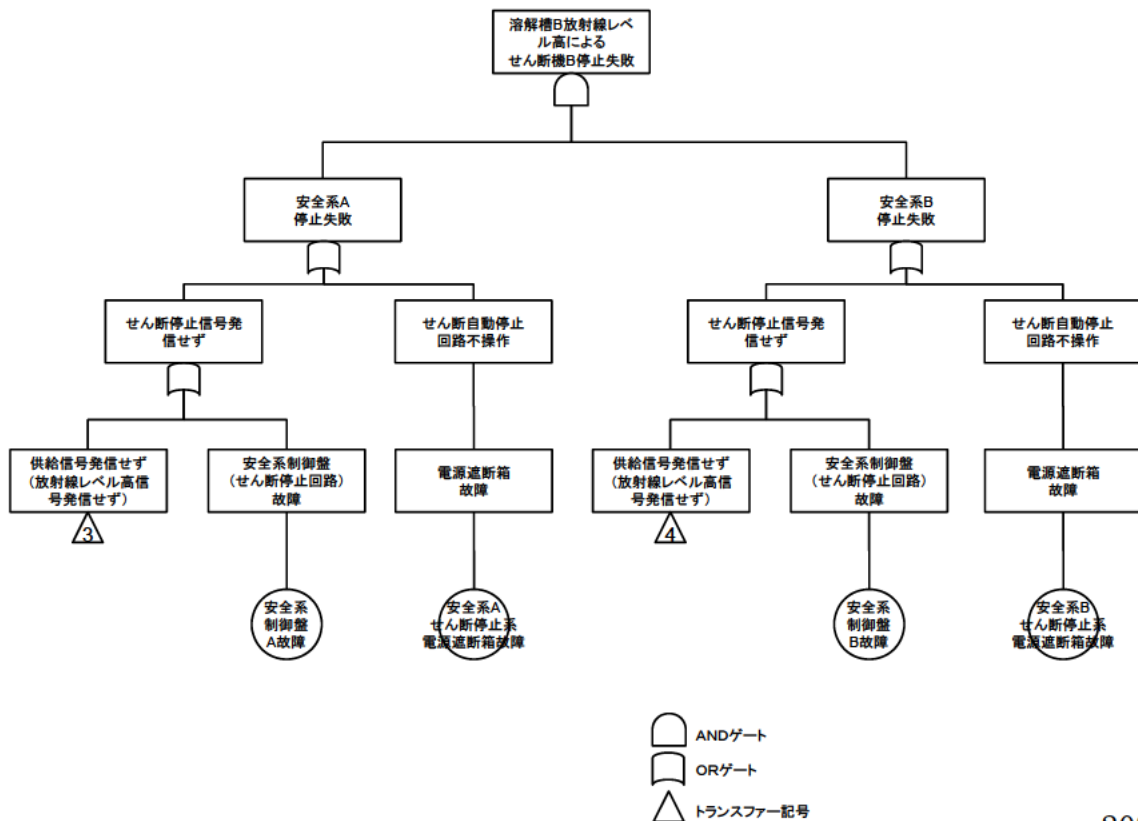 溶解槽B放射線レベ
ル高による
せん断機B停止失敗
安全系A
停止失敗
安全系B
停止失敗
せん断停止信号発
信せず
せん断自動停止
回路不操作
せん断停止信号発
信せず
せん断自動停止
回路不操作
供給信号発信せず
(放射線レベル高信
号発信せず)
安全系制御盤
(せん断停止回路)
故障
電源遮断箱
故障
供給信号発信せず
(放射線レベル高信
号発信せず)
安全系制御盤
(せん断停止回路)
故障
電源遮断箱
故障
3
4
安全系
制御盤
A故障
安全系A
せん断停止系
電源遮断箱故障
安全系
制御盤
B故障
安全系B
せん断停止系
電源遮断箱故障
ANDゲート
ORゲート
トランスファー記号